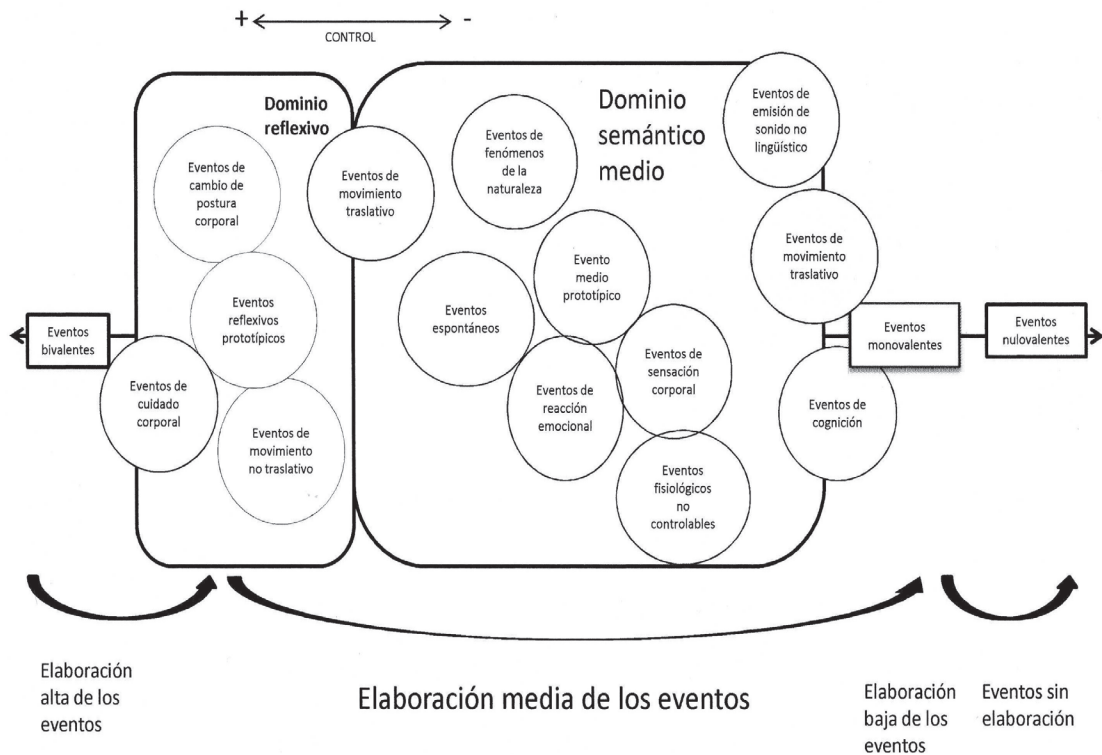 + -
CONTROL
Dominio
reflexivo
Dominio
semántico
medio
Eventos de
emisión de
sonido no
lingüístico
Eventos de
cambio de
postura
corporal
Eventos de
movimiento
traslativo
Eventos de
fenómenos
de la
naturaleza
Eventos de
movimiento
traslativo
Evento
medio
prototípico
Eventos
reflexivos
prototípicos
Eventos
espontáneos
Eventos
bivalentes
Eventos
monovalentes
Eventos
nulovalentes
Eventos de
cuidado
corporal
Eventos de
movimiento
no traslativo
Eventos de
reacción
emocional
Eventos de
sensación
corporal
Eventos de
cognición
Eventos
fisiológicos
no
controlables
Elaboración
alta de los
eventos
Elaboración media de los eventos
Elaboración
baja de los
eventos
Eventos sin
elaboración